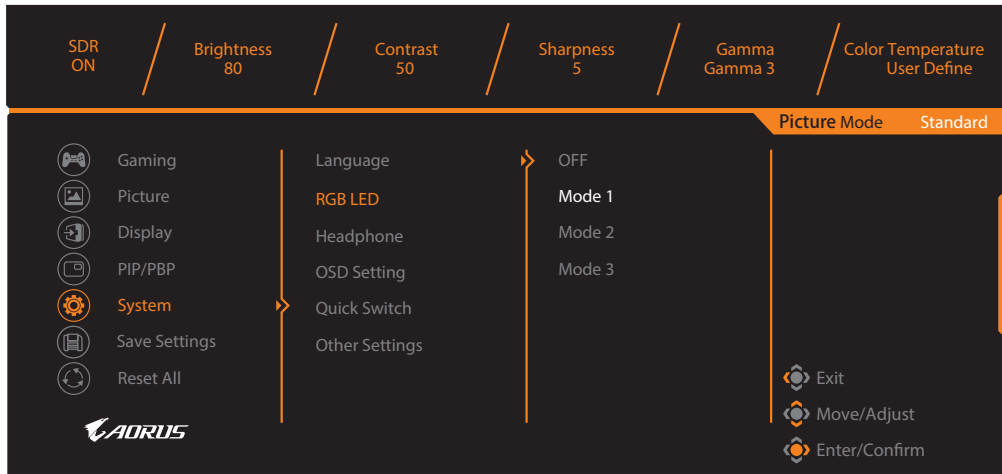 SDR
ON
Brightness
80
Contrast
50
Sharpness
5
Gamma
Gamma 3
Color Temperature
User Define
Picture Mode Standard
Gaming
Picture
Display
PIP/PBP
System
Save Settings
Reset All
Language
RGB LED
Headphone
OSD Setting
Quick Switch
Other Settings
OFF
Mode 1
Mode 2
Mode 3
Exit
Move/Adjust
Enter/Confirm
AORUS